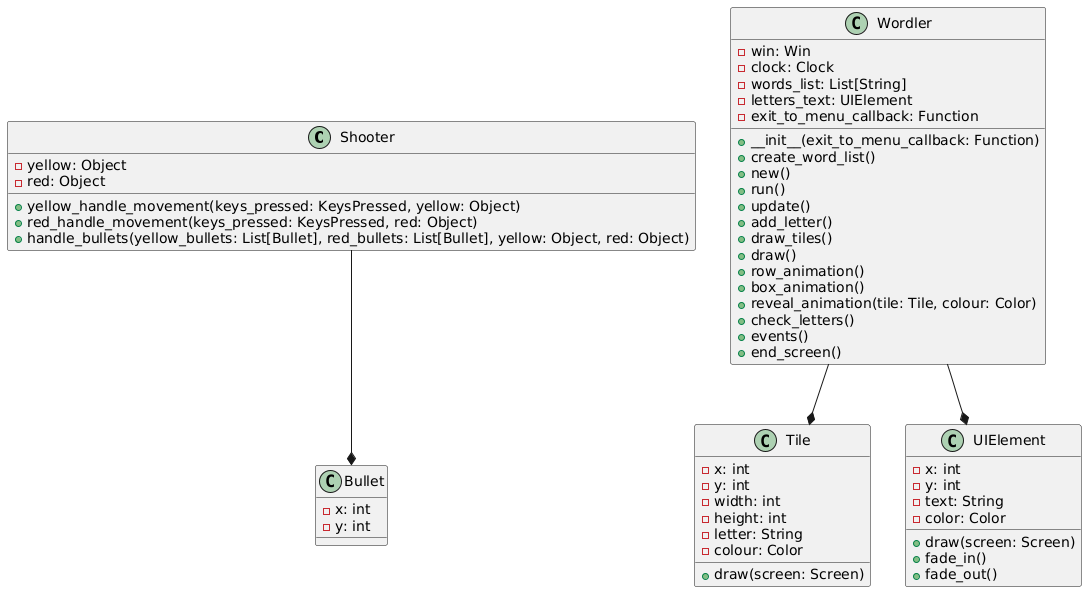 C Shooter
yellow: Object
red: Object
yellow_handle_movement(keys_pressed: KeysPressed, yellow: Object)
red_handle_movement(keys_pressed: KeysPressed, red: Object)
handle_bullets(yellow_bullets: List[Bullet], red_bullets: List[Bullet], yellow: Object, red: Object)
C Wordler
win: Win
clock: Clock
words_list: List[String]
letters_text: UIElement
exit_to_menu_callback: Function
__init__(exit_to_menu_callback: Function)
create_word_list()
new()
run()
update()
add_letter()
draw_tiles()
draw()
row_animation()
box_animation()
reveal_animation(tile: Tile, colour: Color)
check_letters()
events()
end_screen()
C Bullet
x: int
y: int
C Tile
x: int
y: int
width: int
height: int
letter: String
colour: Color
draw(screen: Screen)
C UIElement
x: int
y: int
text: String
color: Color
draw(screen: Screen)
fade_in()
fade_out()